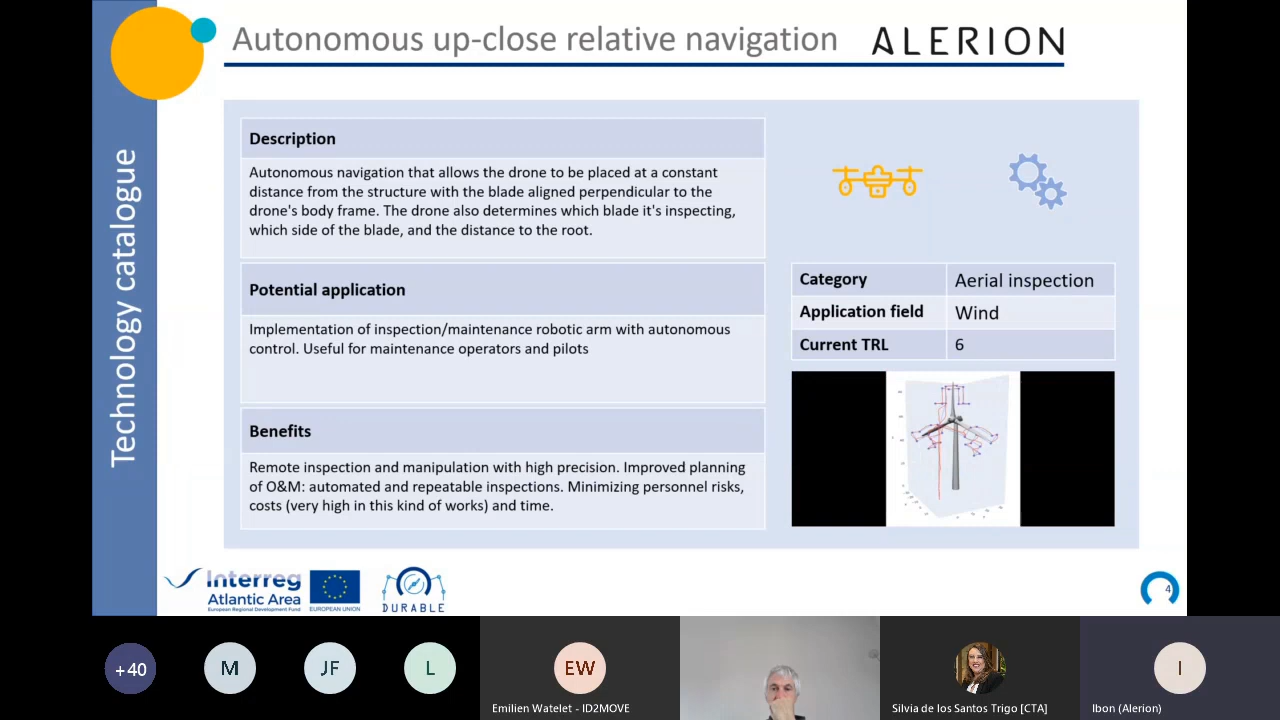 Autonomous up-close relative navigation
ALERION
Technology catalogue
Description
Autonomous navigation that allows the drone to be placed at a constant
distance from the structure with the blade aligned perpendicular to the
drone's body frame. The drone also determines which blade it's inspecting,
which side of the blade, and the distance to the root.
Potential application
Implementation of inspection/maintenance robotic arm with autonomous
control. Useful for maintenance operators and pilots
Benefits
Remote inspection and manipulation with high precision. Improved planning
of O&M: automated and repeatable inspections. Minimizing personnel risks,
costs (very high in this kind of works) and time.
Category Aerial inspection
Application field Wind
Current TRL 6
Interreg
Atlantic Area
European Regional Development Fund
EUROPEAN UNION
DURABLE
4
+40
M
JF
L
EW
Emilien Watelet - ID2MOVE
Silvia de los Santos Trigo [CTA]
I
Ibon (Alerion)